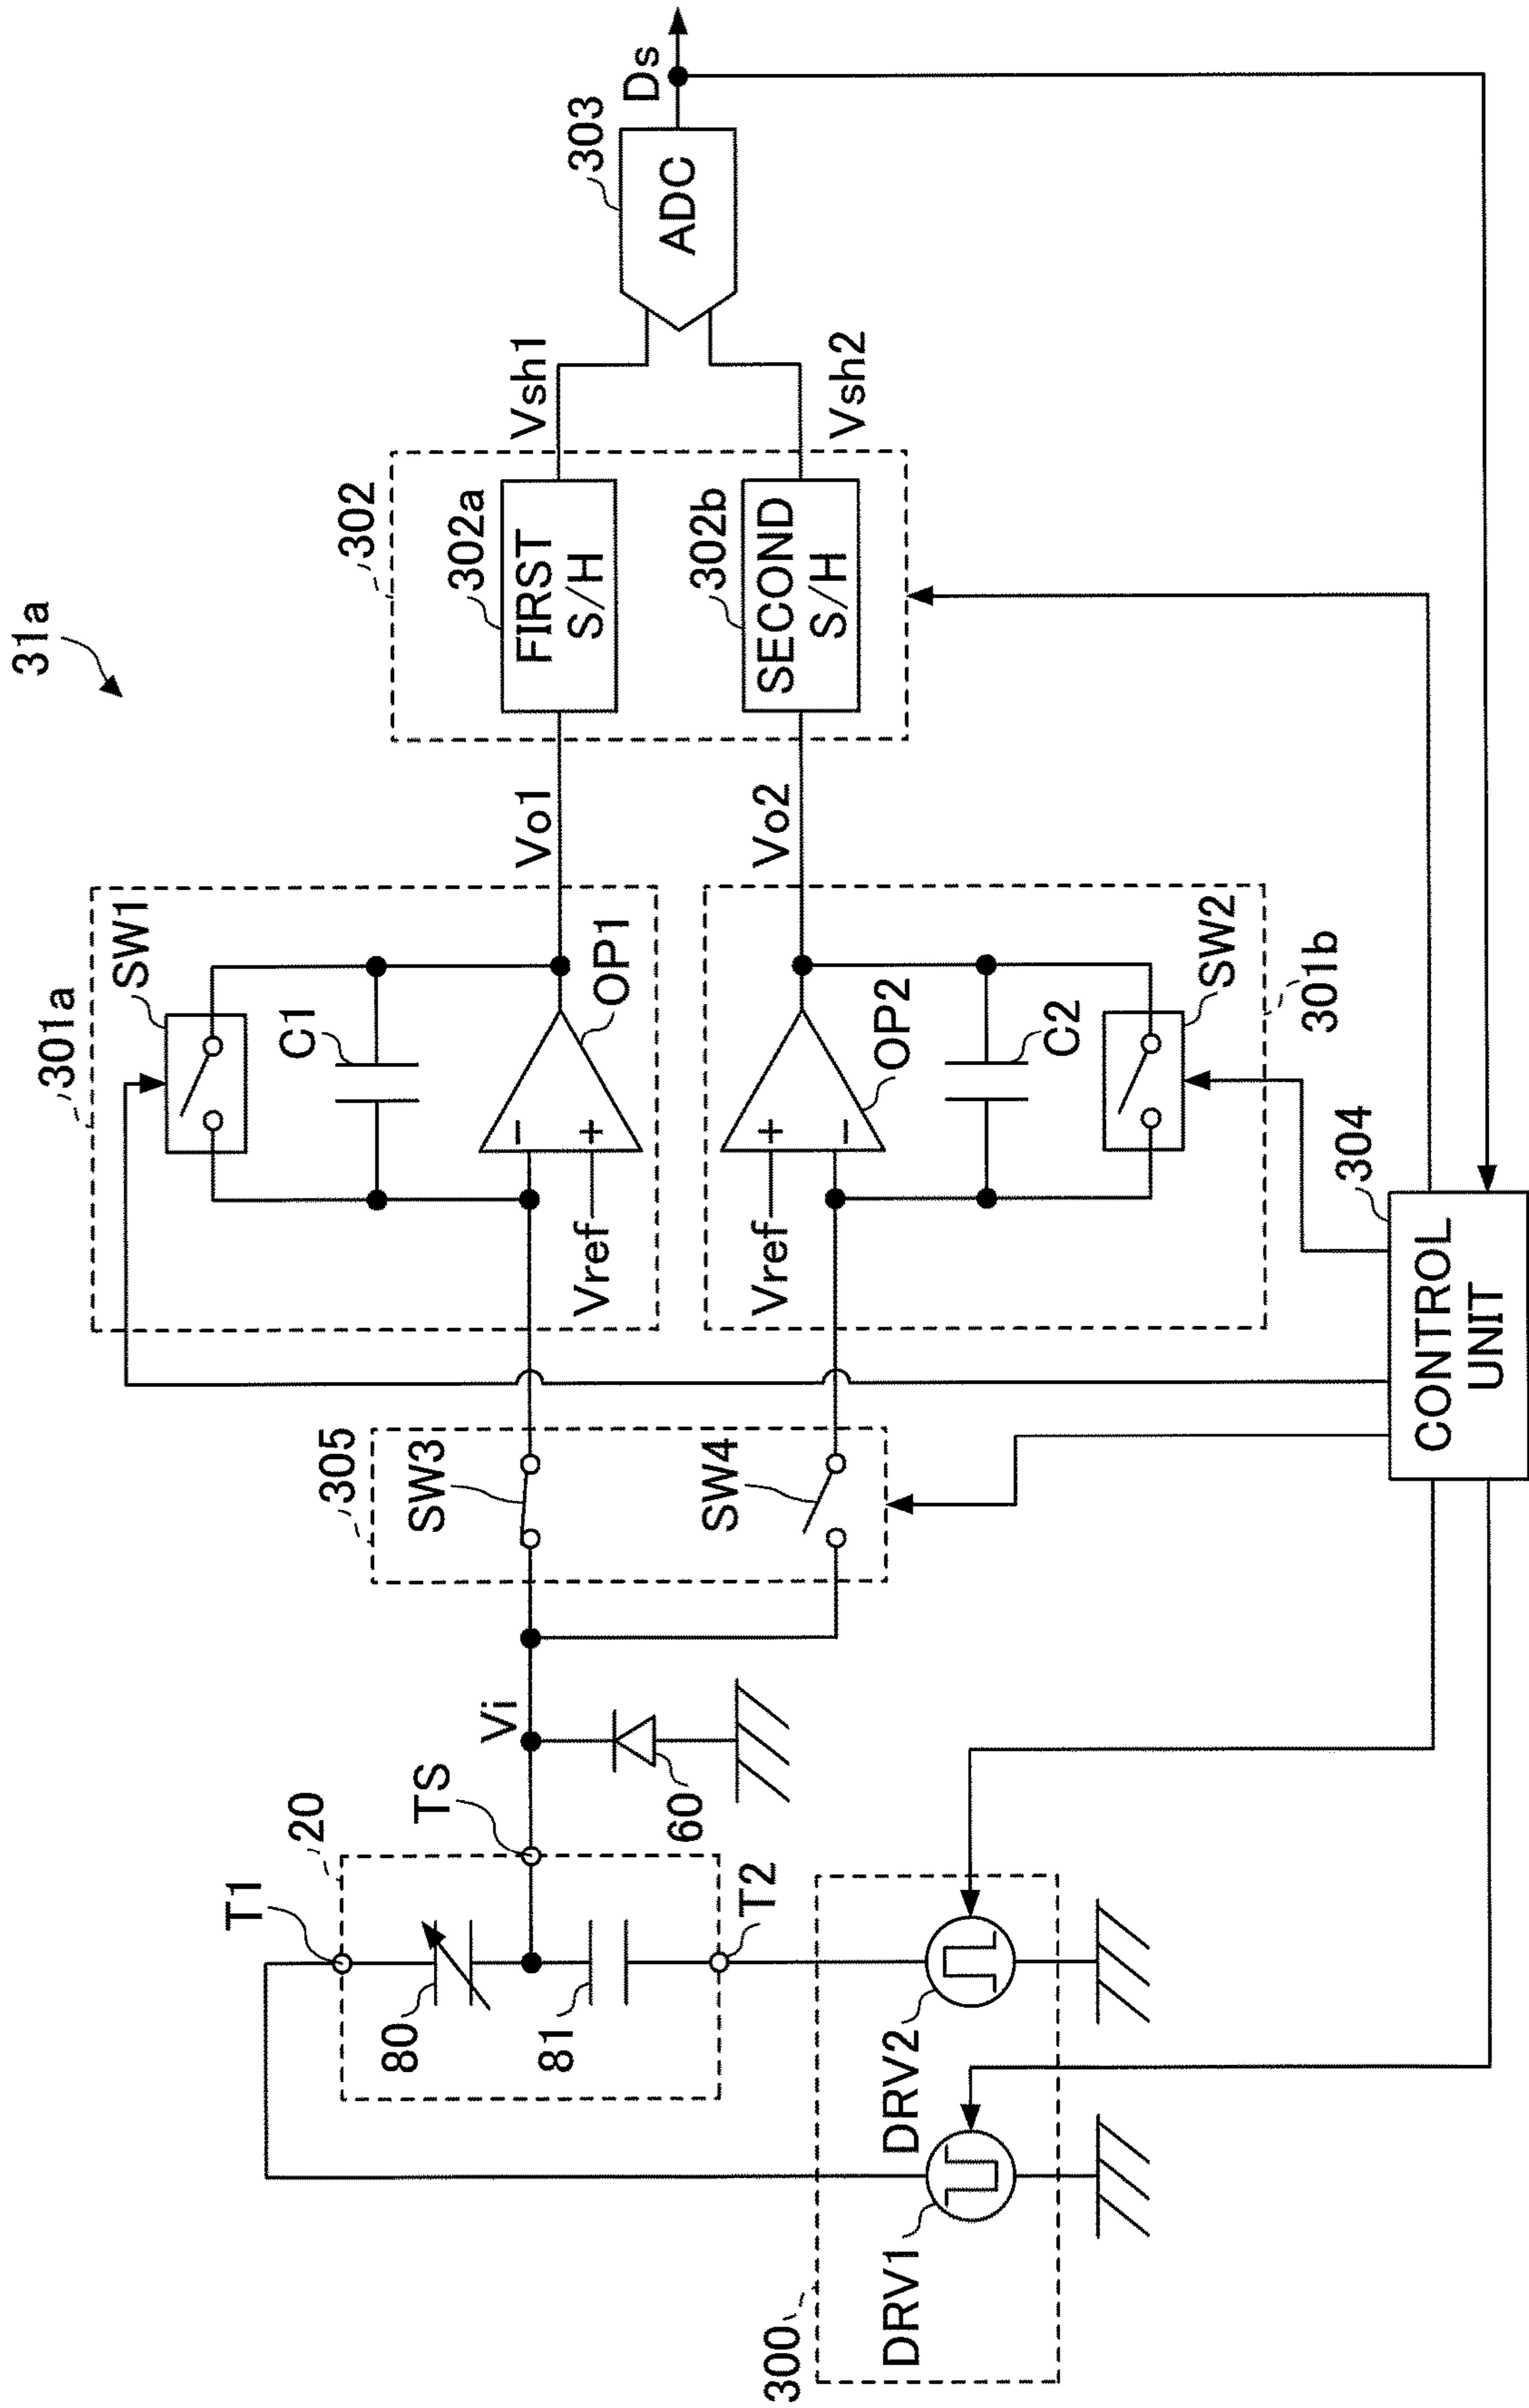 31a
301a
SW1
C1
OP1
Vref
-
+
Vo1
302
302a
FIRST
S/H
Vsh1
303
ADC
Ds
305
SW3
SW4
T1
20
TS
Vi
80
81
T2
60
Vref
+
-
OP2
C2
SW2
301b
Vo2
302b
SECOND
S/H
Vsh2
300
DRV1
DRV2
304
CONTROL
UNIT